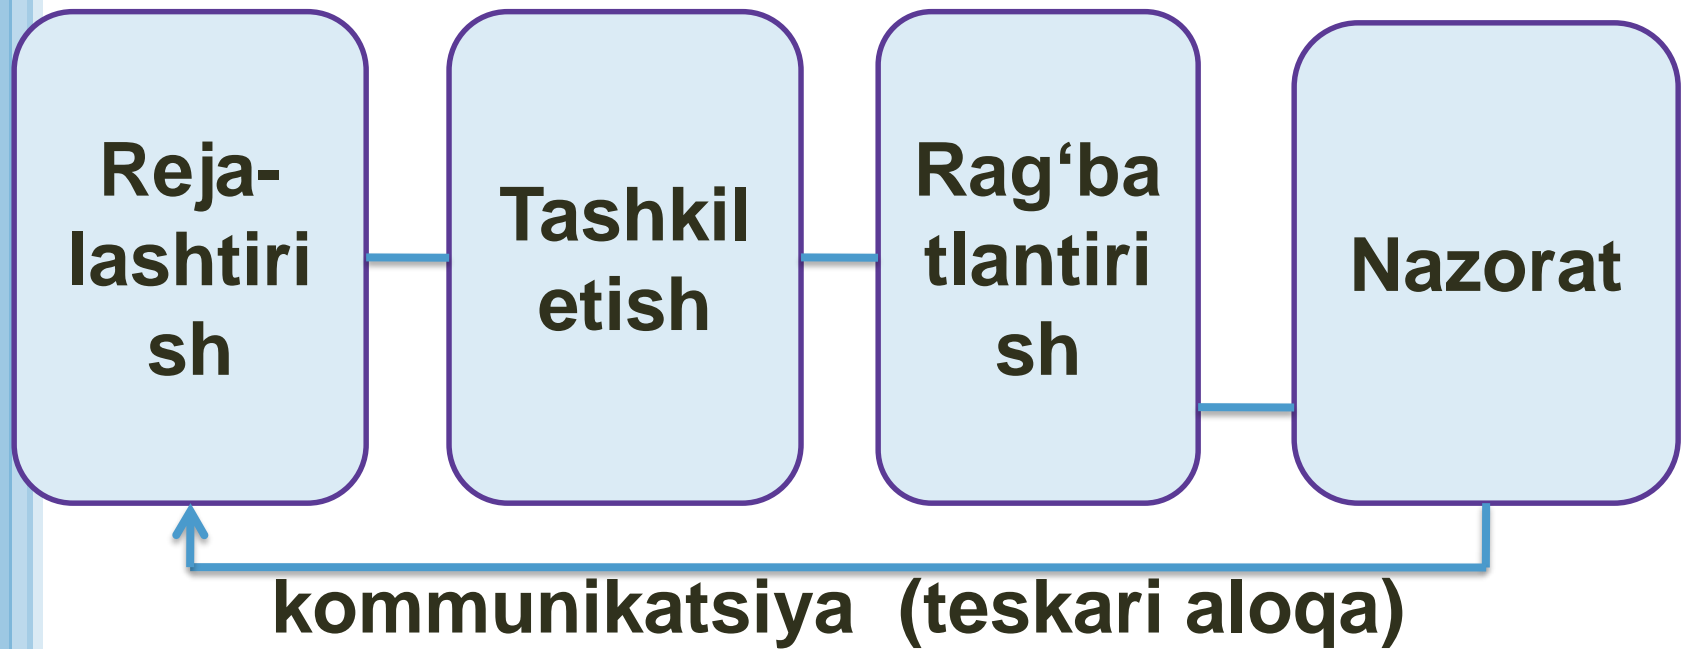 Reja-
lashtiri
sh
Tashkil
etish
Rag‘ba
tlantiri
sh
Nazorat
kommunikatsiya (teskari aloqa)